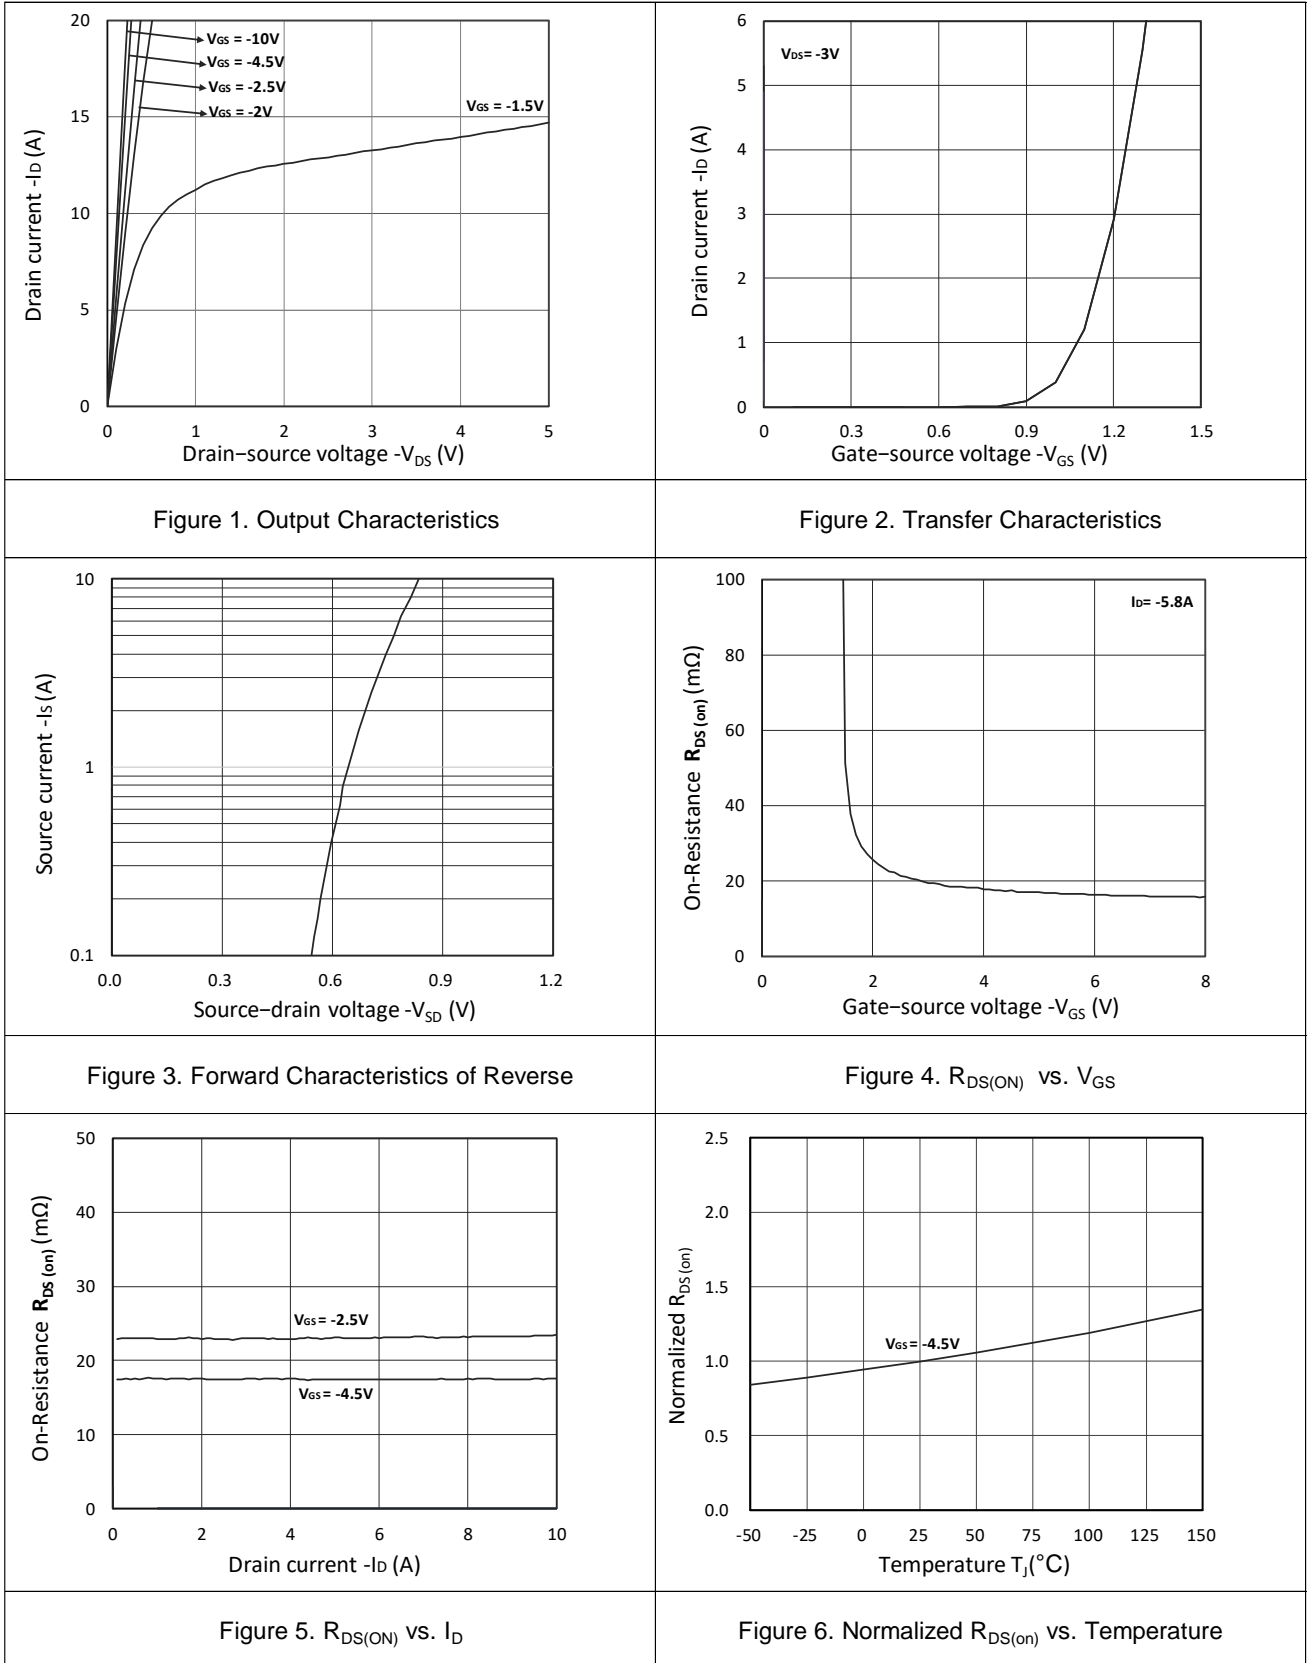 20
15
10
5
0
Drain current -ID (A)
VGS = -10V
VGS = -4.5V
VGS = -2.5V
VGS = -2V
VGS = -1.5V
0 1 2 3 4 5
Drain−source voltage -VDS (V)
Figure 1. Output Characteristics
6
5
4
3
2
1
0
Drain current -ID (A)
VDS= -3V
0 0.3 0.6 0.9 1.2 1.5
Gate−source voltage -VGS (V)
Figure 2. Transfer Characteristics
10
1
0.1
Source current -IS (A)
0.0 0.3 0.6 0.9 1.2
Source−drain voltage -VSD (V)
Figure 3. Forward Characteristics of Reverse
100
80
60
40
20
0
On-Resistance RDS(on) (mΩ)
ID= -5.8A
0 2 4 6 8
Gate−source voltage -VGS (V)
Figure 4. RDS(ON) vs. VGS
50
40
30
20
10
0
On-Resistance RDS(on) (mΩ)
VGS = -2.5V
VGS = -4.5V
0 2 4 6 8 10
Drain current -ID (A)
Figure 5. RDS(ON) vs. ID
2.5
2.0
1.5
1.0
0.5
0.0
Normalized RDS(on)
VGS = -4.5V
-50 -25 0 25 50 75 100 125 150
Temperature TJ(°C)
Figure 6. Normalized RDS(on) vs. Temperature